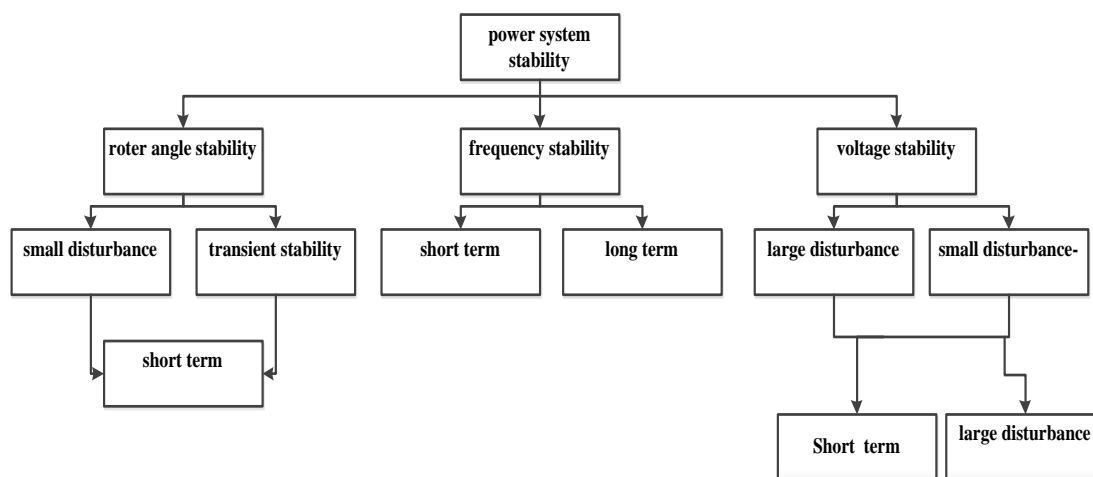 power system
stability
roter angle stability
frequency stability
voltage stability
small disturbance
transient stability
short term
long term
large disturbance
small disturbance-
short term
Short term
large disturbance